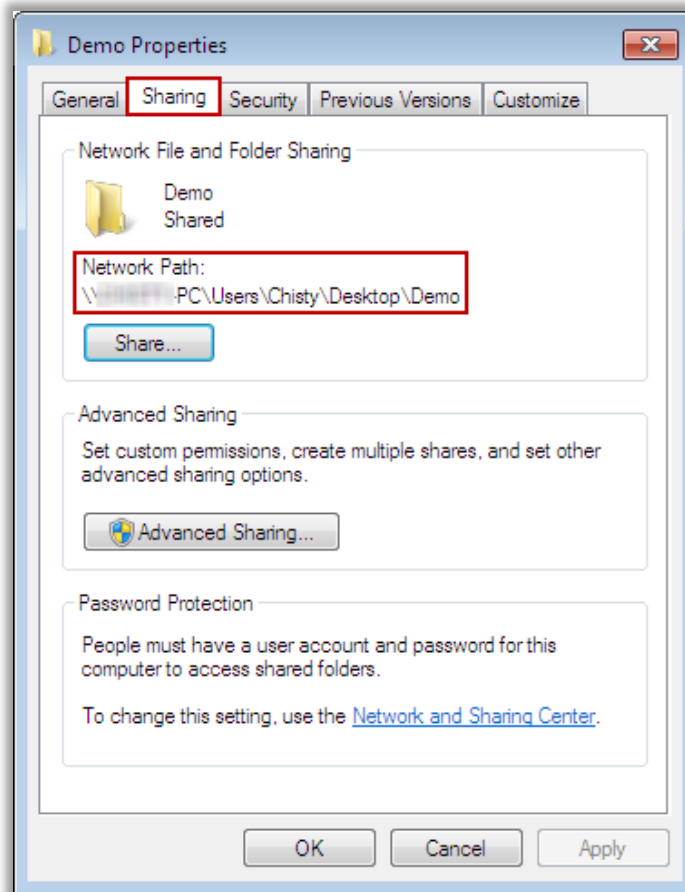 Demo Properties
General Sharing Security Previous Versions Customize
Network File and Folder Sharing
Demo
Shared
Network Path:
\\ -PC\Users\Chisty\Desktop\Demo
Share...
Advanced Sharing
Set custom permissions, create multiple shares, and set other
advanced sharing options.
Advanced Sharing...
Password Protection
People must have a user account and password for this
computer to access shared folders.
To change this setting, use the Network and Sharing Center.
OK Cancel Apply